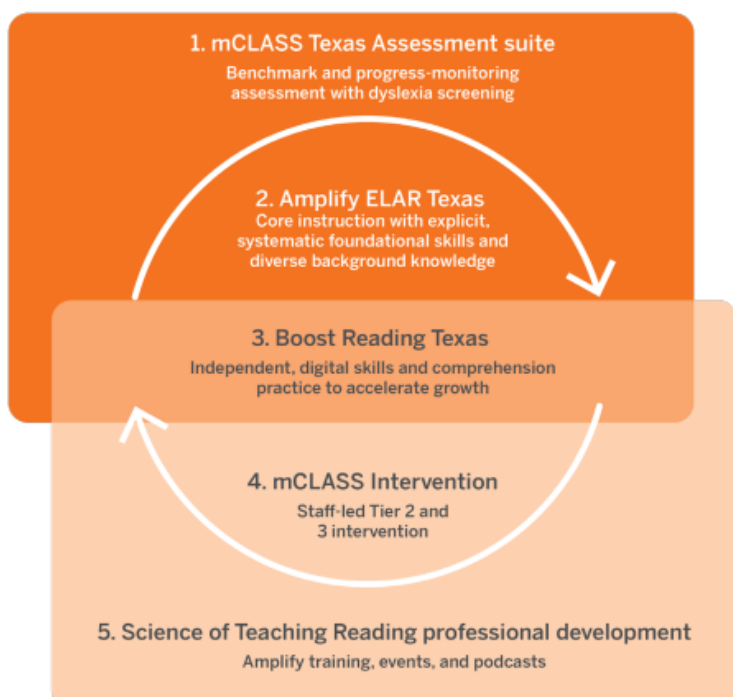 1. mCLASS Texas Assessment suite
Benchmark and progress-monitoring
assessment with dyslexia screening
2. Amplify ELAR Texas
Core instruction with explicit,
systematic foundational skills and
diverse background knowledge
3. Boost Reading Texas
Independent, digital skills and comprehension
practice to accelerate growth
4. mCLASS Intervention
Staff-led Tier 2 and
3 intervention
5. Science of Teaching Reading professional development
Amplify training, events, and podcasts